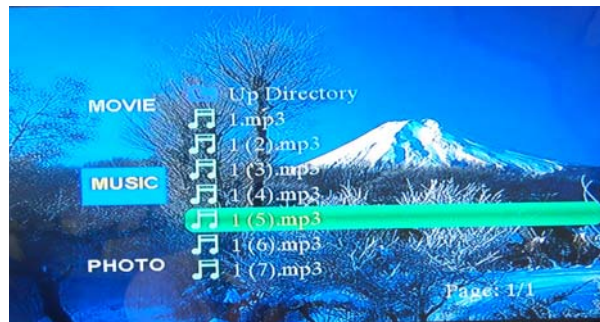 MOVIE
MUSIC
PHOTO
Up Directory
1.mp3
1 (2).mp3
1 (3).mp3
1 (4).mp3
1 (5).mp3
1 (6).mp3
1 (7).mp3
Page: 1/1